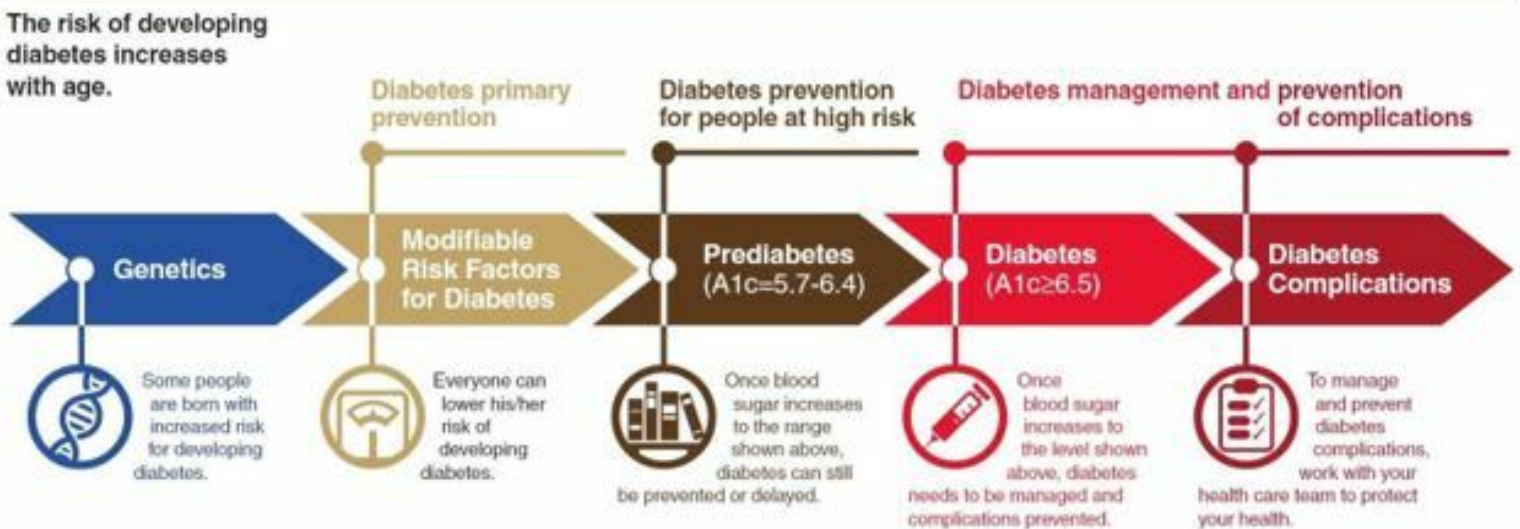 The risk of developing
diabetes increases
with age.
Diabetes primary
prevention
Diabetes prevention
for people at high risk
Diabetes management and prevention
of complications
Genetics
Modifiable
Risk Factors
for Diabetes
Prediabetes
(A1c=5.7-6.4)
Diabetes
(A1c≥6.5)
Diabetes
Complications
Some people
are born with
increased risk
for developing
diabetes.
Everyone can
lower his/her
risk of
developing
diabetes.
Once blood
sugar increases
to the range
shown above,
diabetes can still
be prevented or delayed.
Once
blood sugar
increases to
the level shown
above, diabetes
needs to be managed and
complications prevented.
To manage
and prevent
diabetes
complications,
work with your
health care team to protect
your health.